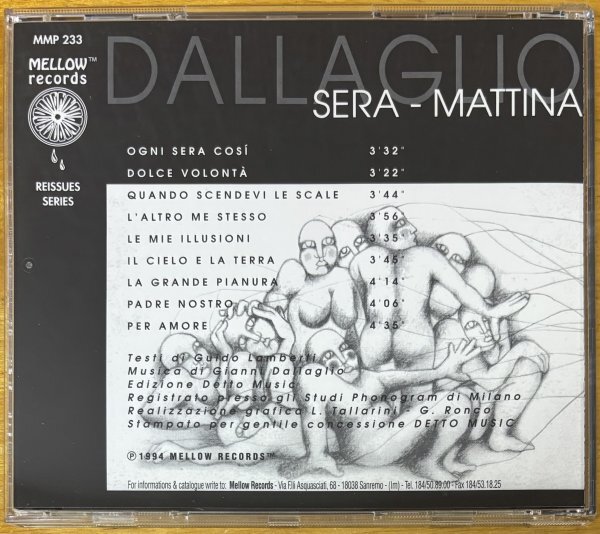 MMP 233
MELLOW™
records
REISSUES
SERIES
DALLAGLIO
SERA - MATTINA
OGNI SERA COSÍ 3'32"
DOLCE VOLONTÀ 3'22"
QUANDO SCENDEVI LE SCALE 3'44"
L'ALTRO ME STESSO 3'56"
LE MIE ILLUSIONI 3'35"
IL CIELO E LA TERRA 3'45"
LA GRANDE PIANURA 4'14"
PADRE NOSTRO 4'06"
PER AMORE 4'35"
Testi di Guido Lamberti
Musica di Gianni Dallaglio
Edizione Detto Music
Registrato presso gli Studi Phonogram di Milano
Realizzazione grafica L. Tallarini / G. Ronco
Stampato per gentile concessione DETTO MUSIC
℗ 1994 MELLOW RECORDS™
For informations & catalogue write to: Mellow Records - Via F.lli Asquasciati, 68 - 18038 Sanremo - (Im) - Tel. 184/50.89.00 - Fax 184/53.18.25